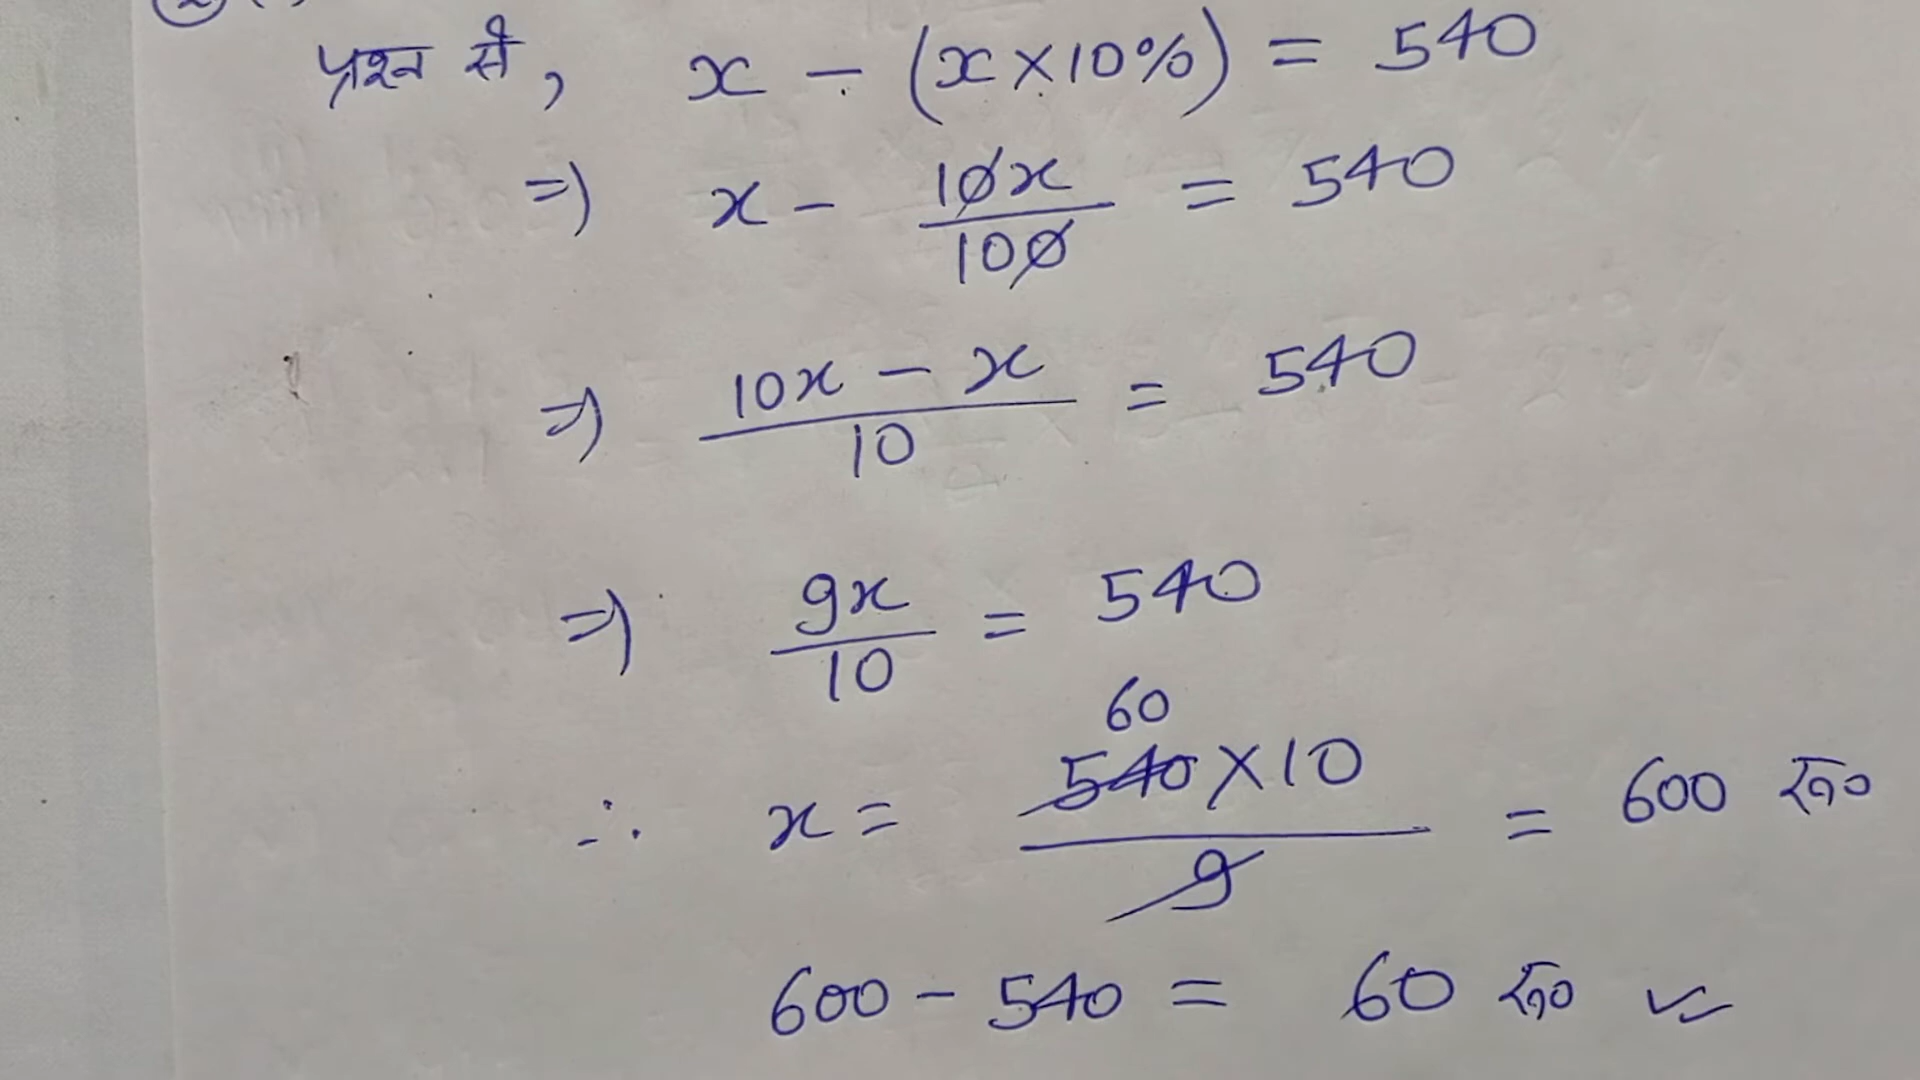 प्रश्न से, x - (x×10%) = 540
⇒ x - 10x/100 = 540
⇒ 10x - x/10 = 540
⇒ 9x/10 = 540
60
∴ x = 540×10/9 = 600 रू०
600 - 540 = 60 रू० ✓